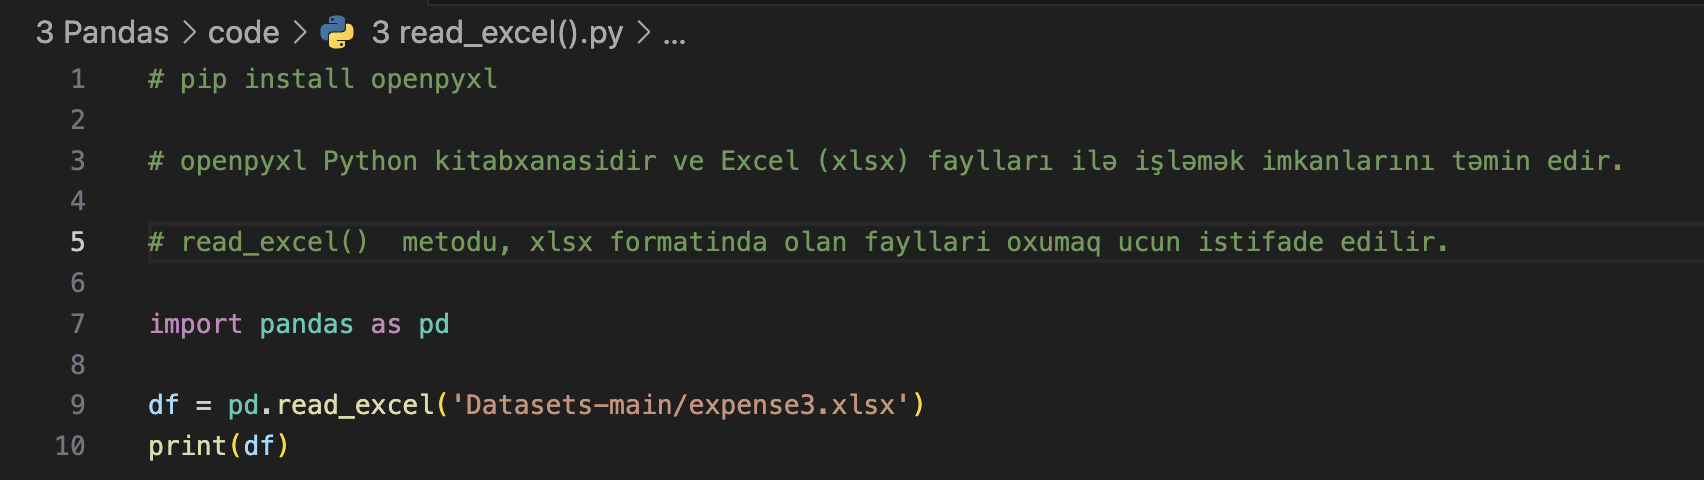 3 Pandas > code > 3 read_excel().py > ...
1 # pip install openpyxl
2
3 # openpyxl Python kitabxanasidir ve Excel (xlsx) faylları ilə işləmək imkanlarını təmin edir.
4
5 # read_excel()  metodu, xlsx formatinda olan fayllari oxumaq ucun istifade edilir.
6
7 import pandas as pd
8
9 df = pd.read_excel('Datasets-main/expense3.xlsx')
10 print(df)